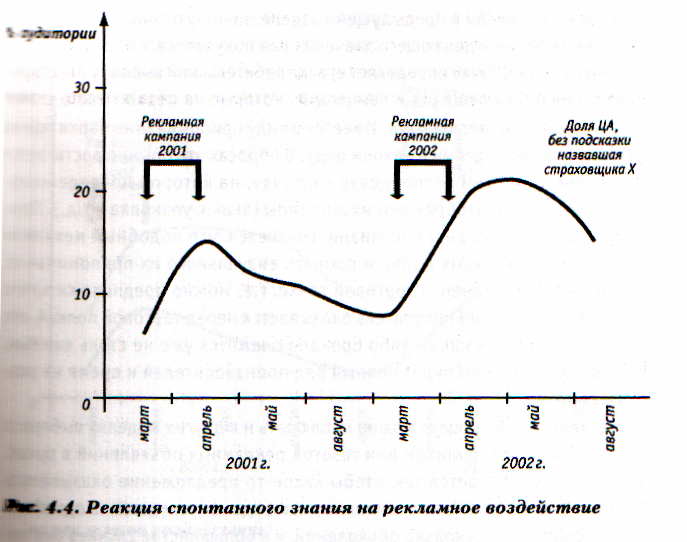 % аудитории
30
Рекламная
кампания
2001
Рекламная
кампания
2002
Доля ЦА,
без подсказки
назвавшая
страховщика X
20
10
0
март
апрель
май
август
март
апрель
май
август
2001 г.
2002 г.
Рис. 4.4. Реакция спонтанного знания на рекламное воздействие